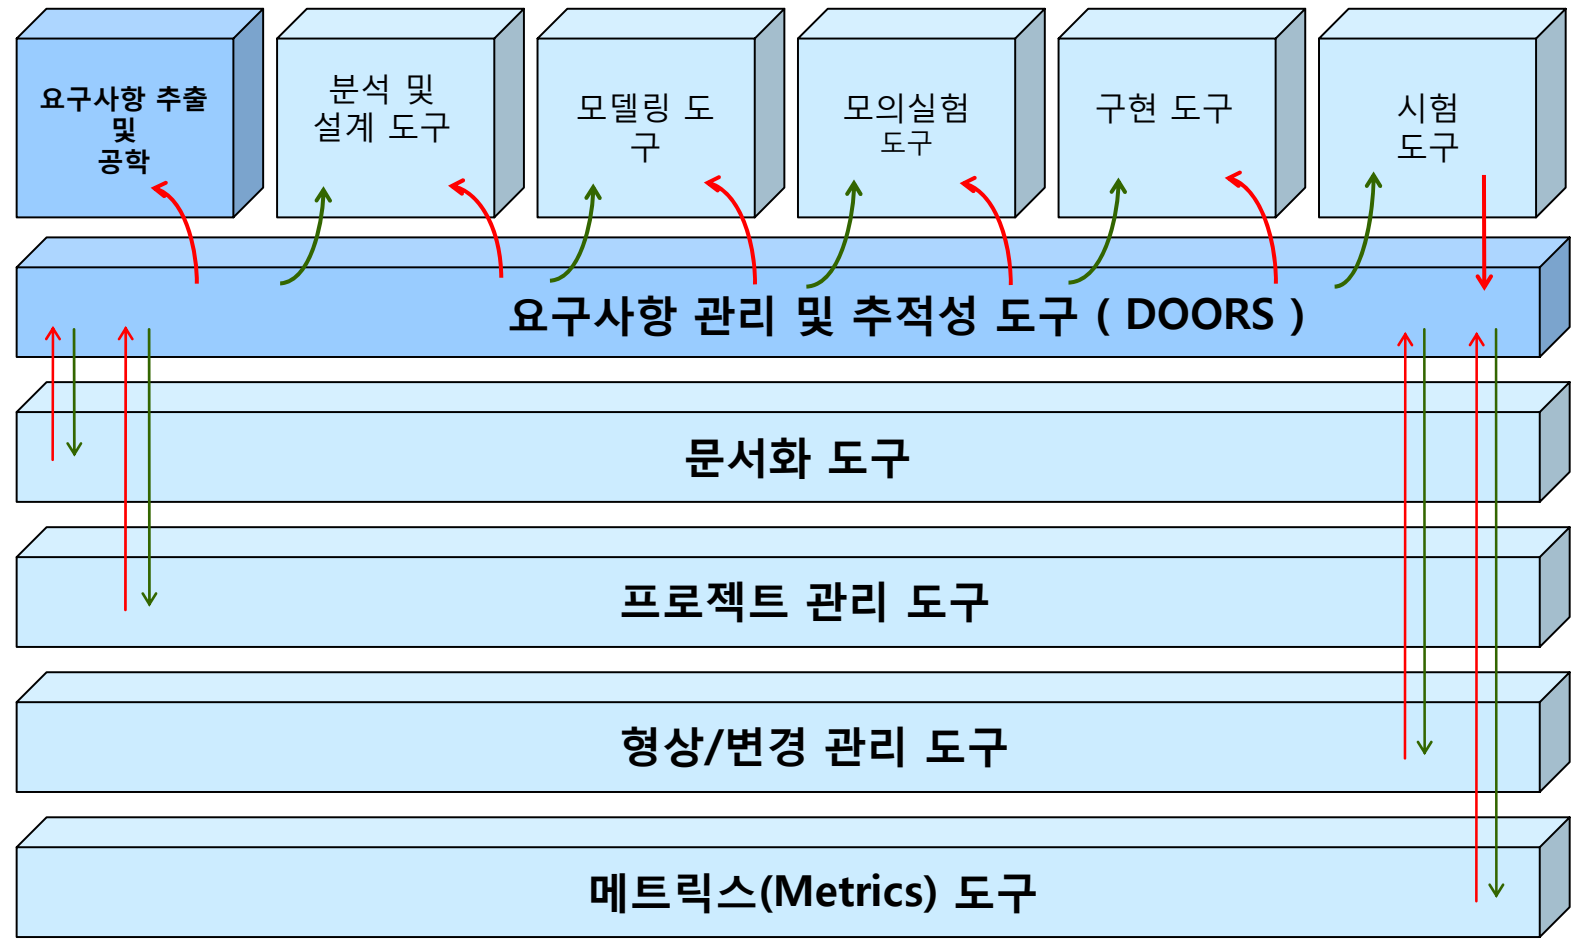 요구사항 추출
및
공학
분석 및
설계 도구
모델링 도
구
모의실험
도구
구현 도구
시험
도구
요구사항 관리 및 추적성 도구 ( DOORS )
문서화 도구
프로젝트 관리 도구
형상/변경 관리 도구
메트릭스(Metrics) 도구